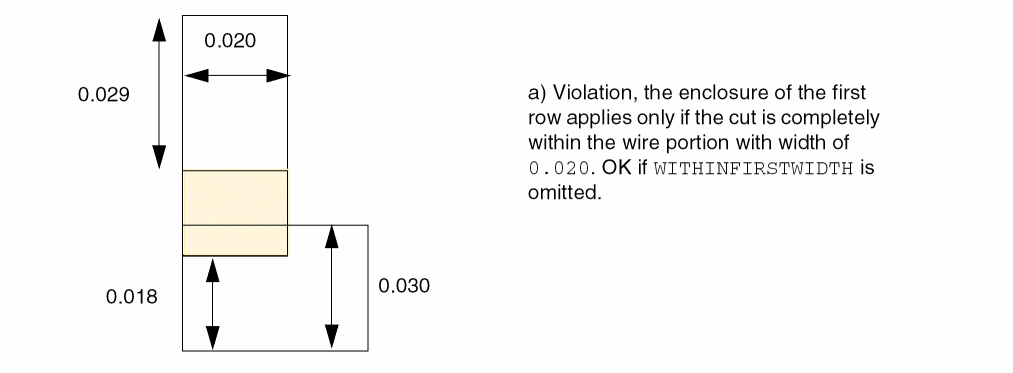 0.020
0.029
a) Violation, the enclosure of the first
row applies only if the cut is completely
within the wire portion with width of
0.020. OK if WITHINFIRSTWIDTH is
omitted.
0.018
0.030